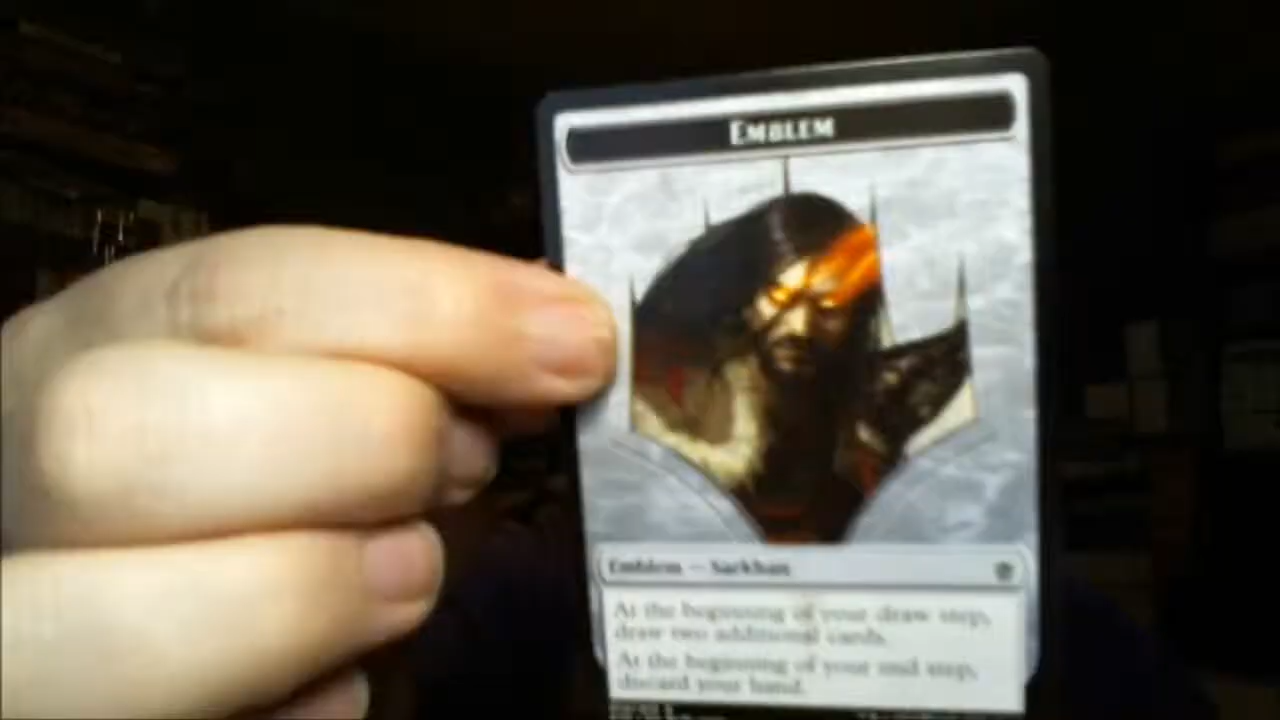 EMBLEM
Emblem — Sarkhan
At the beginning of your draw step,
draw two additional cards.
At the beginning of your end step,
discard your hand.